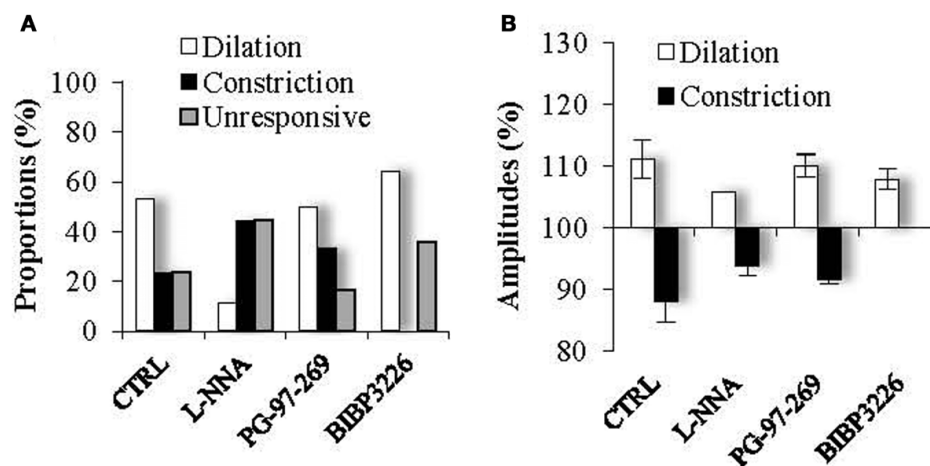 A
Proportions (%)
100
80
60
40
20
0
Dilation
Constriction
Unresponsive
CTRL
L-NNA
PG-97-269
BIBP3226
B
Amplitudes (%)
130
120
110
100
90
80
Dilation
Constriction
CTRL
L-NNA
PG-97-269
BIBP3226